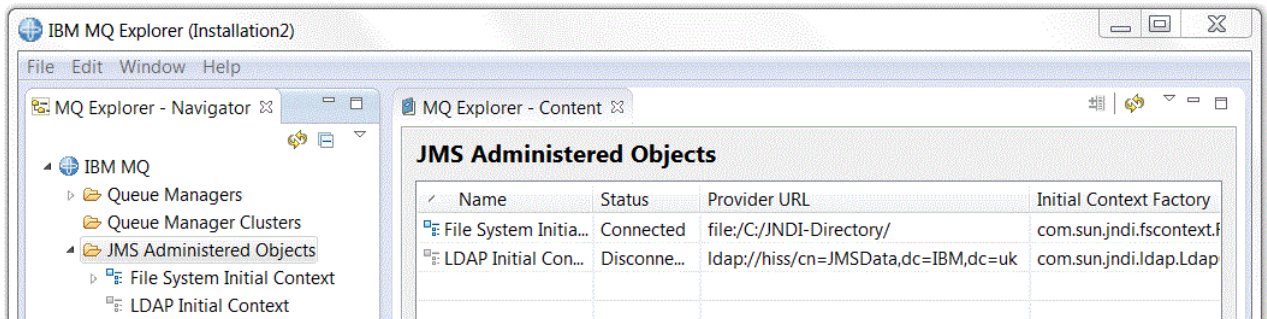 IBM MQ Explorer (Installation2)
File Edit Window Help
MQ Explorer - Navigator
IBM MQ
Queue Managers
Queue Manager Clusters
JMS Administered Objects
File System Initial Context
LDAP Initial Context
MQ Explorer - Content
JMS Administered Objects
Name Status Provider URL Initial Context Factory
File System Initia... Connected file:/C:/JNDI-Directory/ com.sun.jndi.fscontext.
LDAP Initial Con... Disconne... ldap://hiss/cn=JMSData,dc=IBM,dc=uk com.sun.jndi.ldap.Ldap